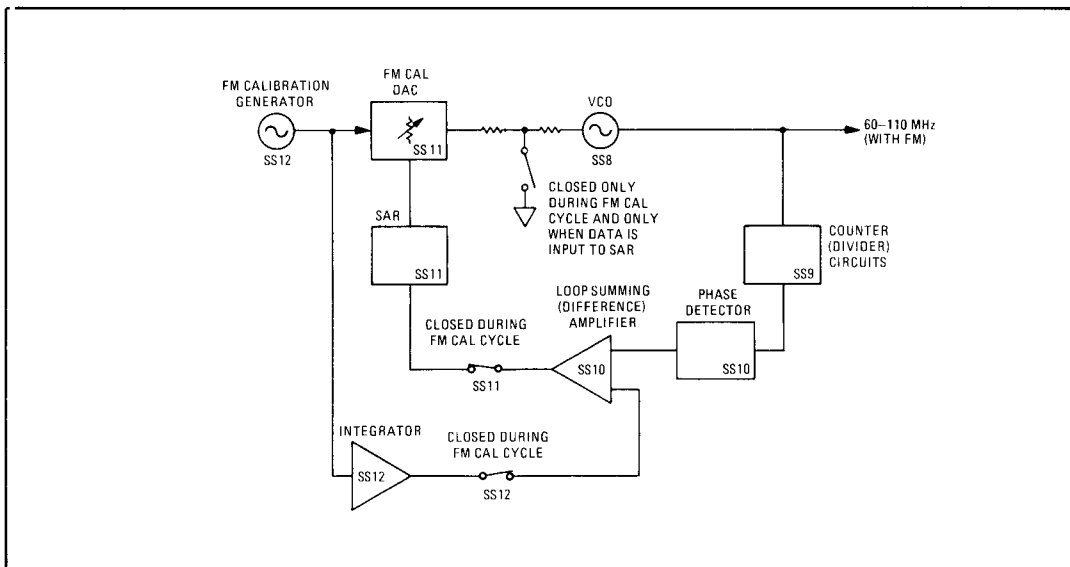 FM CAL
DAC
FM CALIBRATION
GENERATOR
SS12
SS11
VCO
SS8
60–110 MHz
(WITH FM)
CLOSED ONLY
DURING FM CAL
CYCLE AND ONLY
WHEN DATA IS
INPUT TO SAR
SAR
SS11
COUNTER
(DIVIDER)
CIRCUITS
SS9
LOOP SUMMING
(DIFFERENCE)
AMPLIFIER
PHASE
DETECTOR
SS10
CLOSED DURING
FM CAL CYCLE
SS11
SS10
INTEGRATOR
SS12
CLOSED DURING
FM CAL CYCLE
SS12